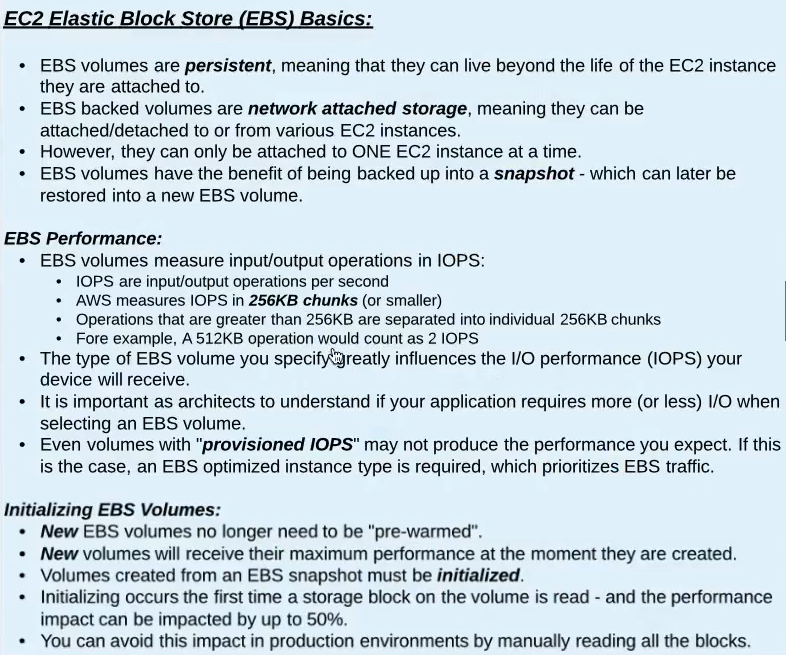 EC2 Elastic Block Store (EBS) Basics:
• EBS volumes are persistent, meaning that they can live beyond the life of the EC2 instance
they are attached to.
• EBS backed volumes are network attached storage, meaning they can be
attached/detached to or from various EC2 instances.
• However, they can only be attached to ONE EC2 instance at a time.
• EBS volumes have the benefit of being backed up into a snapshot - which can later be
restored into a new EBS volume.
EBS Performance:
• EBS volumes measure input/output operations in IOPS:
• IOPS are input/output operations per second
• AWS measures IOPS in 256KB chunks (or smaller)
• Operations that are greater than 256KB are separated into individual 256KB chunks
• Fore example, A 512KB operation would count as 2 IOPS
• The type of EBS volume you specify greatly influences the I/O performance (IOPS) your
device will receive.
• It is important as architects to understand if your application requires more (or less) I/O when
selecting an EBS volume.
• Even volumes with "provisioned IOPS" may not produce the performance you expect. If this
is the case, an EBS optimized instance type is required, which prioritizes EBS traffic.
Initializing EBS Volumes:
• New EBS volumes no longer need to be "pre-warmed".
• New volumes will receive their maximum performance at the moment they are created.
• Volumes created from an EBS snapshot must be initialized.
• Initializing occurs the first time a storage block on the volume is read - and the performance
impact can be impacted by up to 50%.
• You can avoid this impact in production environments by manually reading all the blocks.